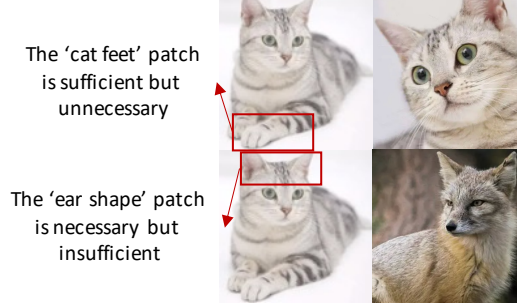 The ‘cat feet’ patch
is sufficient but
unnecessary
The ‘ear shape’ patch
is necessary but
insufficient